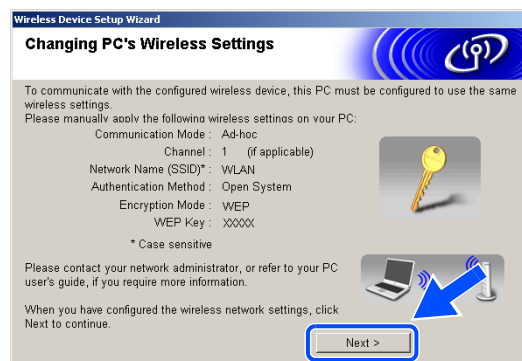 Wireless Device Setup Wizard
Changing PC's Wireless Settings
To communicate with the configured wireless device, this PC must be configured to use the same
wireless settings.
Please manually apply the following wireless settings on your PC:
Communication Mode : Ad-hoc
Channel : 1 (if applicable)
Network Name (SSID)* : WLAN
Authentication Method : Open System
Encryption Mode : WEP
WEP Key : XXXXX
* Case sensitive
Please contact your network administrator, or refer to your PC
user's guide, if you require more information.
When you have configured the wireless network settings, click
Next to continue.
Next >